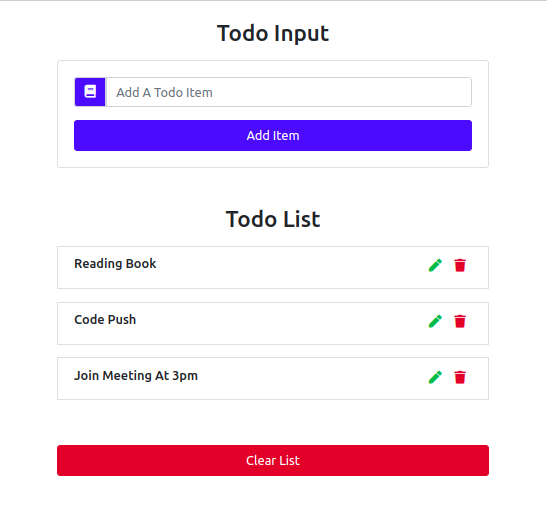 Todo Input
Add A Todo Item
Add Item
Todo List
Reading Book
Code Push
Join Meeting At 3pm
Clear List